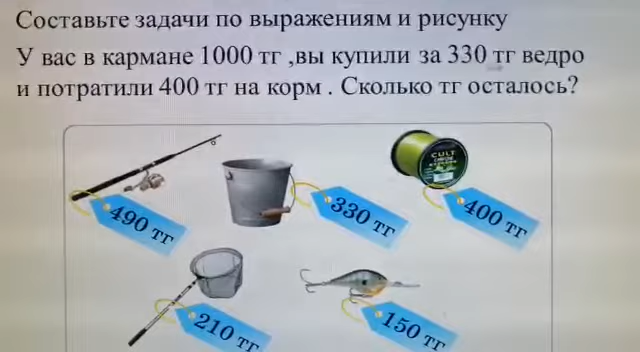 Составьте задачи по выражениям и рисунку
У вас в кармане 1000 тг ,вы купили за 330 тг ведро
и потратили 400 тг на корм . Сколько тг осталось?
CULT
490 тг
330 тг
400 тг
210 тг
150 тг